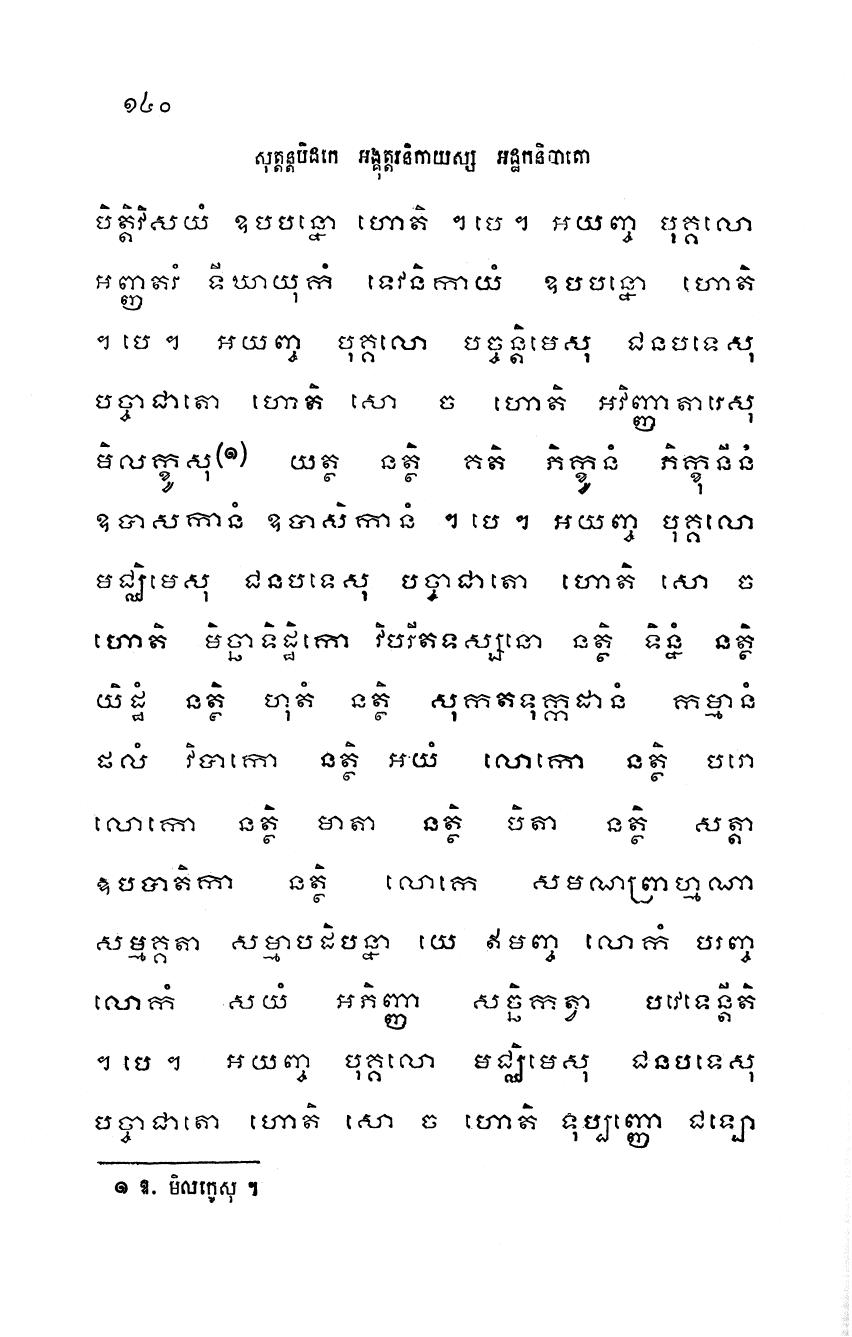 ១៤០
សុត្តន្តបិដកេ អង្គុត្តរនិកាយស្ស អដ្ឋកនិបាតោ
បិត្តិវិសយំ ឧបបន្នោ ហោតិ ។ បេ ។ អយញ្ច បុគ្គលោ
អញ្ញតរំ ទីឃាយុកំ ទេវនិកាយំ ឧបបន្នោ ហោតិ
។ បេ ។ អយញ្ច បុគ្គលោ បច្ចន្តិមេសុ ជនបទេសុ
បច្ចាជាតោ ហោតិ សោ ច ហោតិ អវិញ្ញាតារេសុ
មិលក្ខូសុ(១) យត្ថ នត្ថិ គតិ ភិក្ខូនំ ភិក្ខុនីនំ
ឧបាសកានំ ឧបាសិកានំ ។ បេ ។ អយញ្ច បុគ្គលោ
មជ្ឈិមេសុ ជនបទេសុ បច្ចាជាតោ ហោតិ សោ ច
ហោតិ មិច្ឆាទិដ្ឋិកោ វិបរីតទស្សនោ នត្ថិ ទិន្នំ នត្ថិ
យិដ្ឋំ នត្ថិ ហុតំ នត្ថិ សុកតទុក្កដានំ កម្មានំ
ផលំ វិបាកោ នត្ថិ អយំ លោកោ នត្ថិ បរោ
លោកោ នត្ថិ មាតា នត្ថិ បិតា នត្ថិ សត្តា
ឧបបាតិកា នត្ថិ លោកេ សមណព្រាហ្មណា
សម្មគ្គតា សម្មាបដិបន្នា យេ ឥមញ្ច លោកំ បរញ្ច
លោកំ សយំ អភិញ្ញា សច្ឆិកត្វា បវេទេន្តីតិ
។ បេ ។ អយញ្ច បុគ្គលោ មជ្ឈិមេសុ ជនបទេសុ
បច្ចាជាតោ ហោតិ សោ ច ហោតិ ទុប្បញ្ញោ ជឡោ
១ ឱ. មិលក្ខេសុ ។